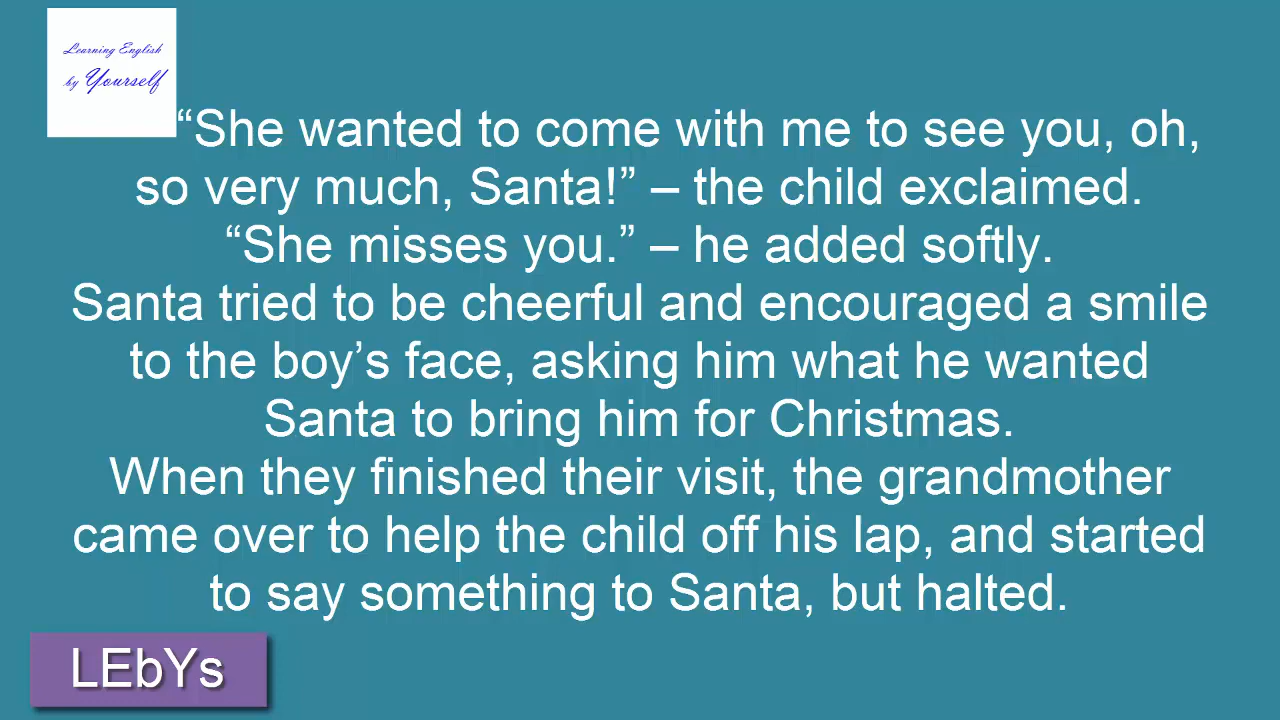 Learning English
by Yourself
“She wanted to come with me to see you, oh,
so very much, Santa!” – the child exclaimed.
“She misses you.” – he added softly.
Santa tried to be cheerful and encouraged a smile
to the boy’s face, asking him what he wanted
Santa to bring him for Christmas.
When they finished their visit, the grandmother
came over to help the child off his lap, and started
to say something to Santa, but halted.
LEbYs